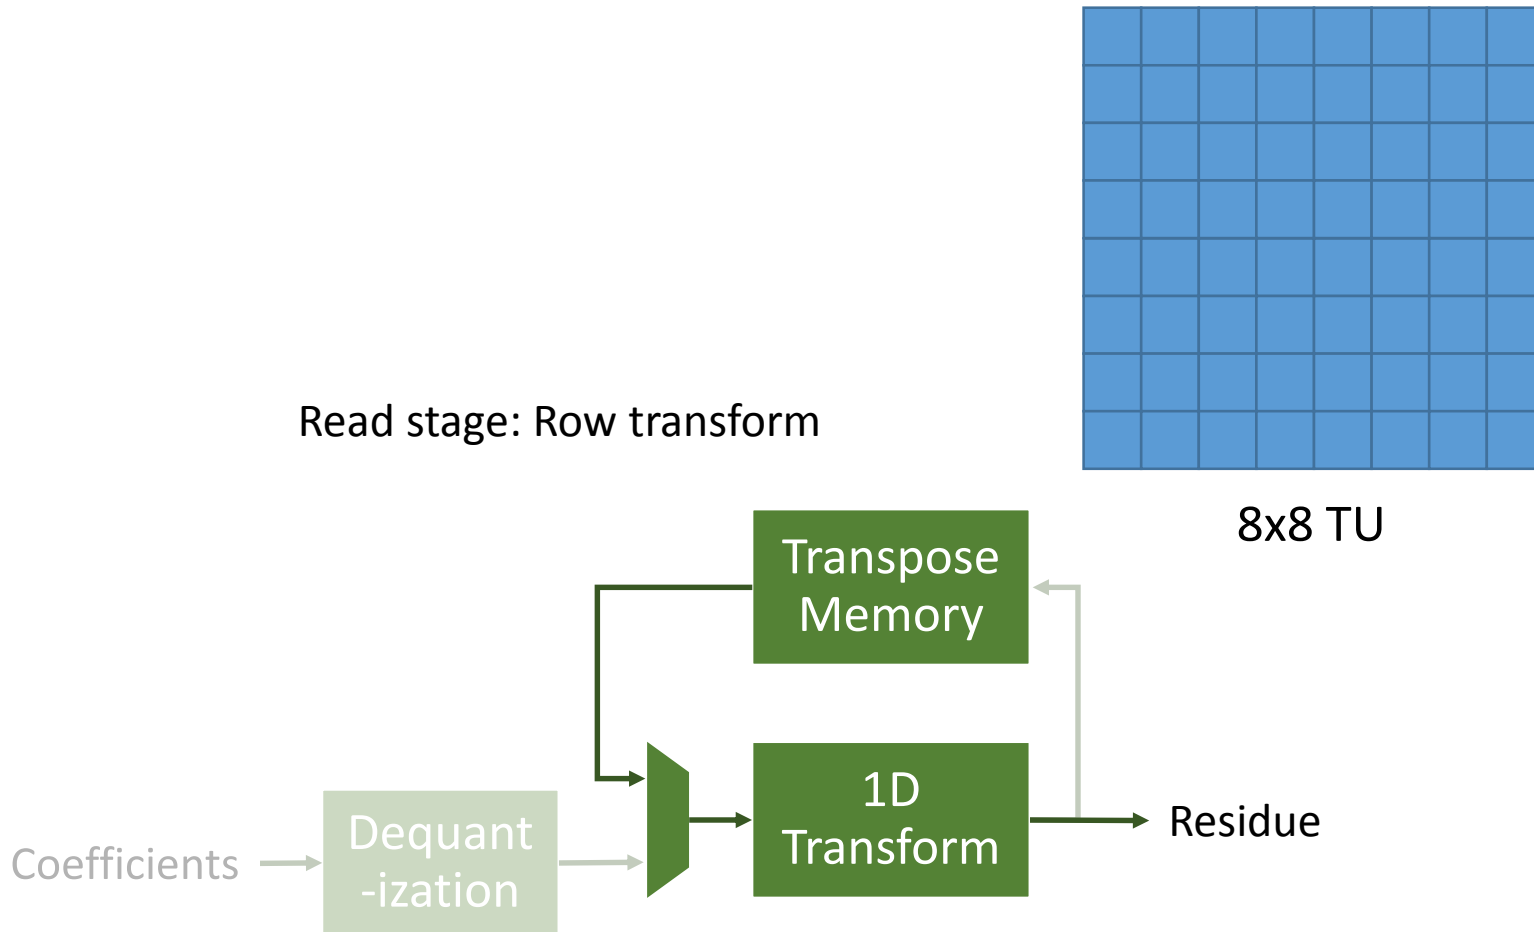 Read stage: Row transform
8x8 TU
Transpose
Memory
1D
Transform
Residue
Dequant
-ization
Coefficients